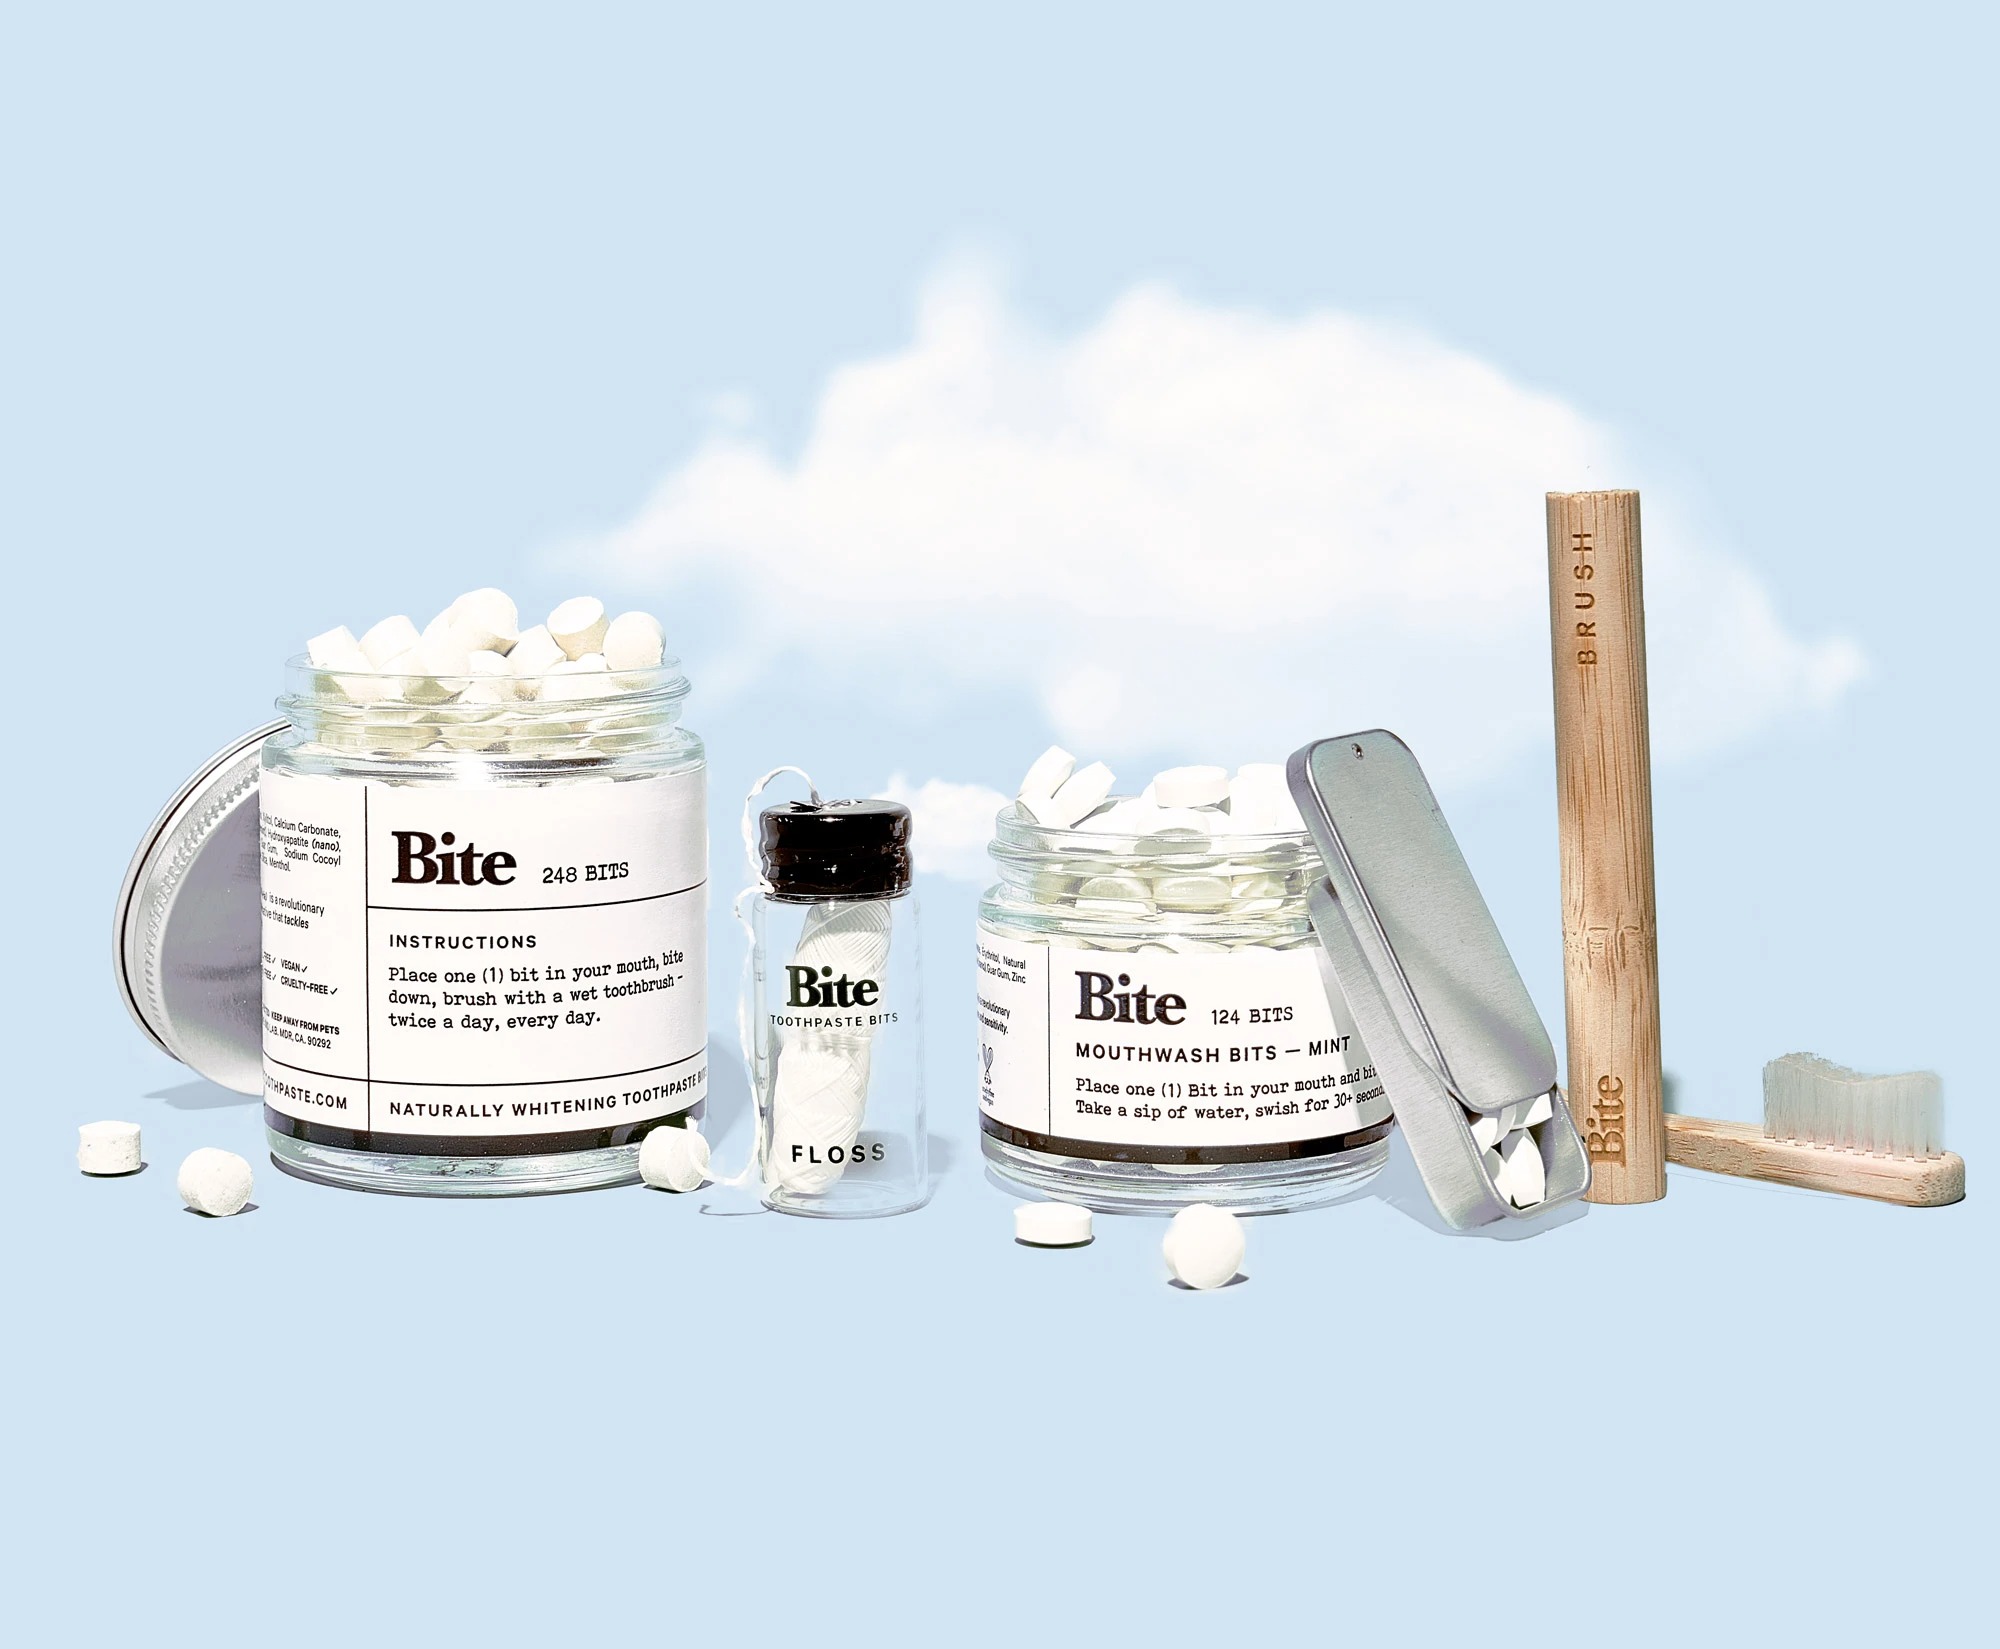 Calcium Carbonate,
Hydroxyapatite (nano),
Gum, Sodium Cocoyl
Menthol.
is a revolutionary
that tackles
VEGAN ✓
CRUELTY-FREE ✓
KEEP AWAY FROM PETS
LAB. MDR, CA. 90292
OTHPASTE.COM
Bite 248 BITS
INSTRUCTIONS
Place one (1) bit in your mouth, bite
down, brush with a wet toothbrush –
twice a day, every day.
NATURALLY WHITENING TOOTHPASTE
Bite
TOOTHPASTE BITS
FLOSS
Erythritol, Natural
Guar Gum, Zinc
revolutionary
sensitivity.
Bite 124 BITS
MOUTHWASH BITS — MINT
Place one (1) Bit in your mouth and
Take a sip of water, swish for 30+
BRUSH
Bite